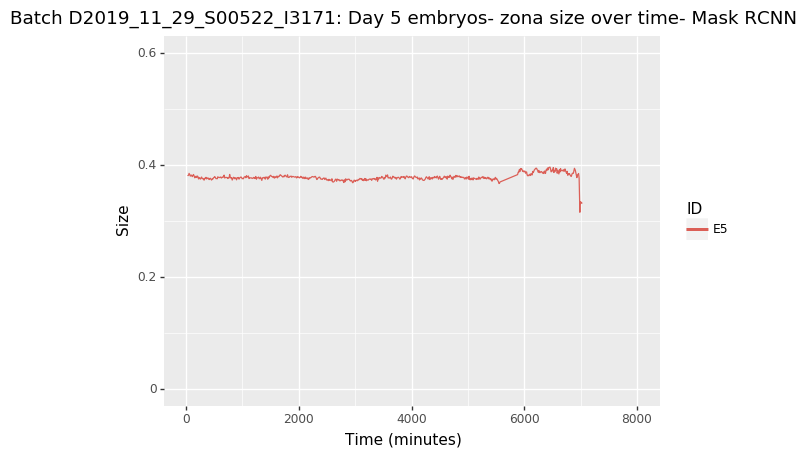 Batch D2019_11_29_S00522_I3171: Day 5 embryos- zona size over time- Mask RCNN
0.6
0.4
0.2
0
Size
0 2000 4000 6000 8000
Time (minutes)
ID
E5